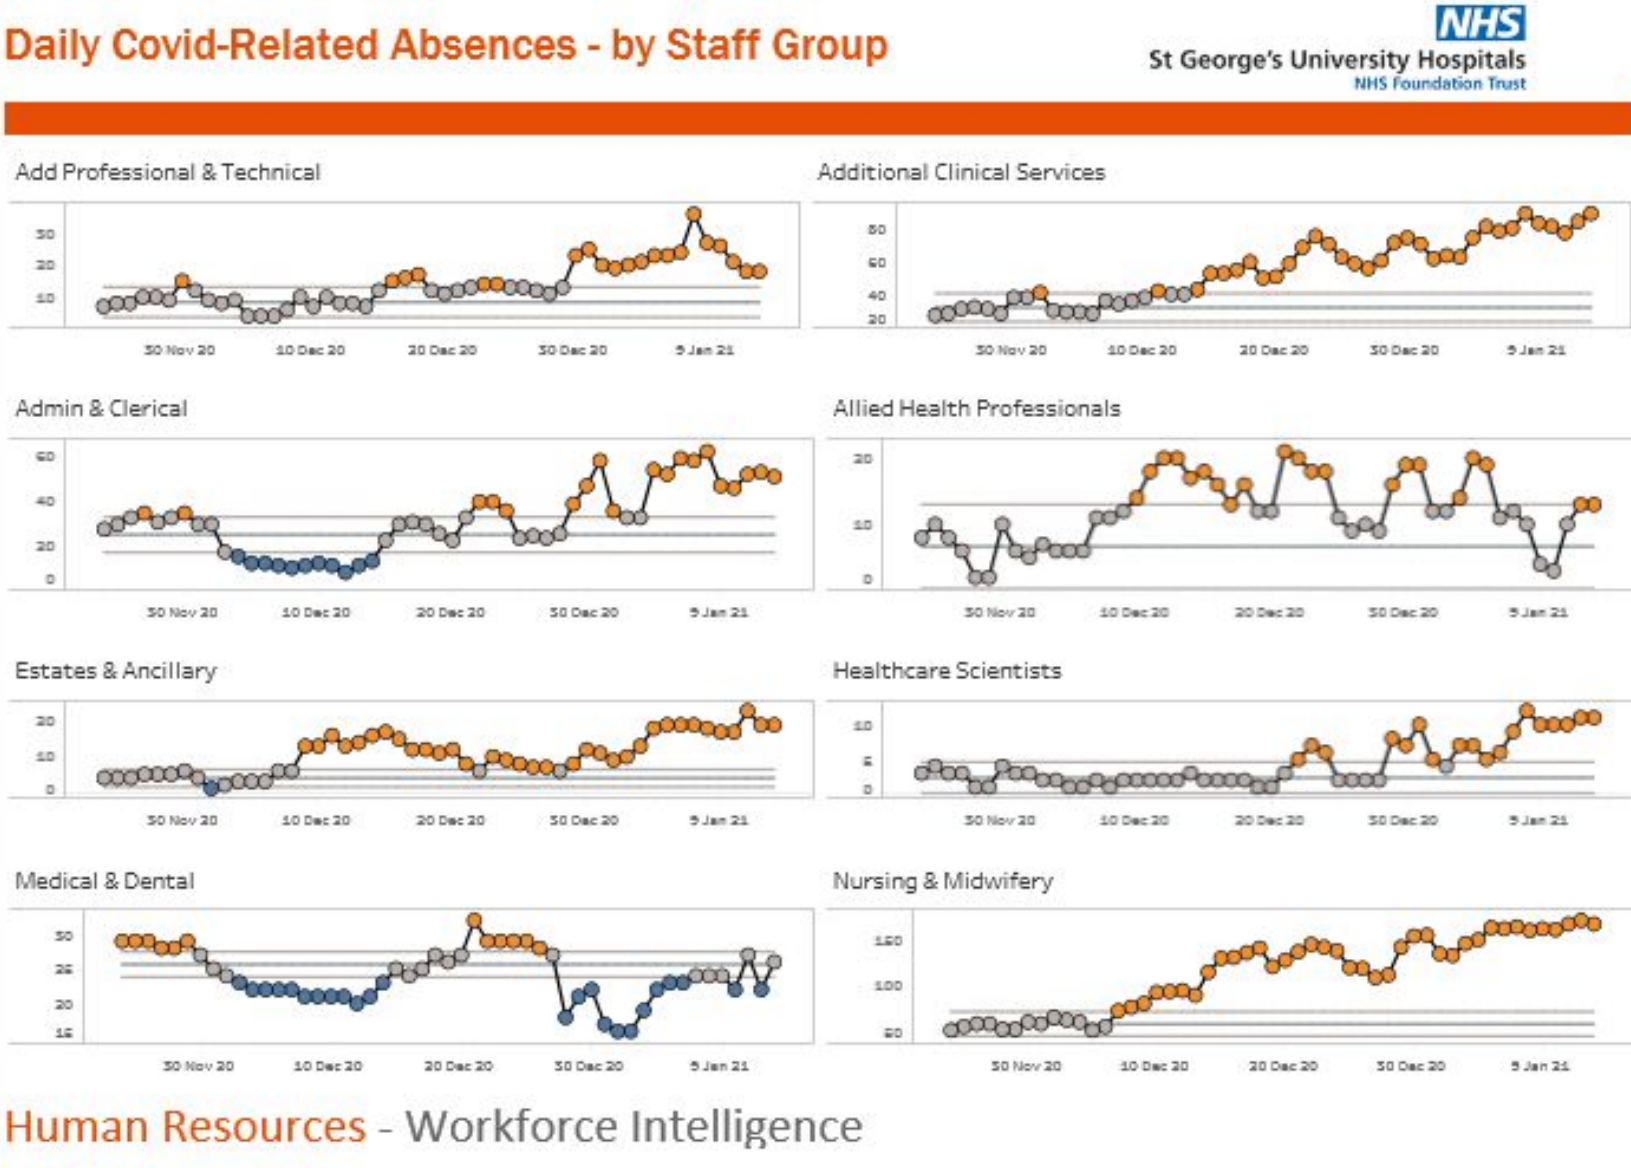 Daily Covid-Related Absences - by Staff Group
NHS
St George's University Hospitals
NHS Foundation Trust
Add Professional & Technical
30
20
10
30 Nov 20 10 Dec 20 20 Dec 20 30 Dec 20 9 Jan 21
Additional Clinical Services
80
60
40
20
30 Nov 20 10 Dec 20 20 Dec 20 30 Dec 20 9 Jan 21
Admin & Clerical
60
40
20
0
30 Nov 20 10 Dec 20 20 Dec 20 30 Dec 20 9 Jan 21
Allied Health Professionals
20
10
0
30 Nov 20 10 Dec 20 20 Dec 20 30 Dec 20 9 Jan 21
Estates & Ancillary
20
10
0
30 Nov 20 10 Dec 20 20 Dec 20 30 Dec 20 9 Jan 21
Healthcare Scientists
10
5
0
30 Nov 20 10 Dec 20 20 Dec 20 30 Dec 20 9 Jan 21
Medical & Dental
30
25
20
15
30 Nov 20 10 Dec 20 20 Dec 20 30 Dec 20 9 Jan 21
Nursing & Midwifery
150
100
50
30 Nov 20 10 Dec 20 20 Dec 20 30 Dec 20 9 Jan 21
Human Resources - Workforce Intelligence